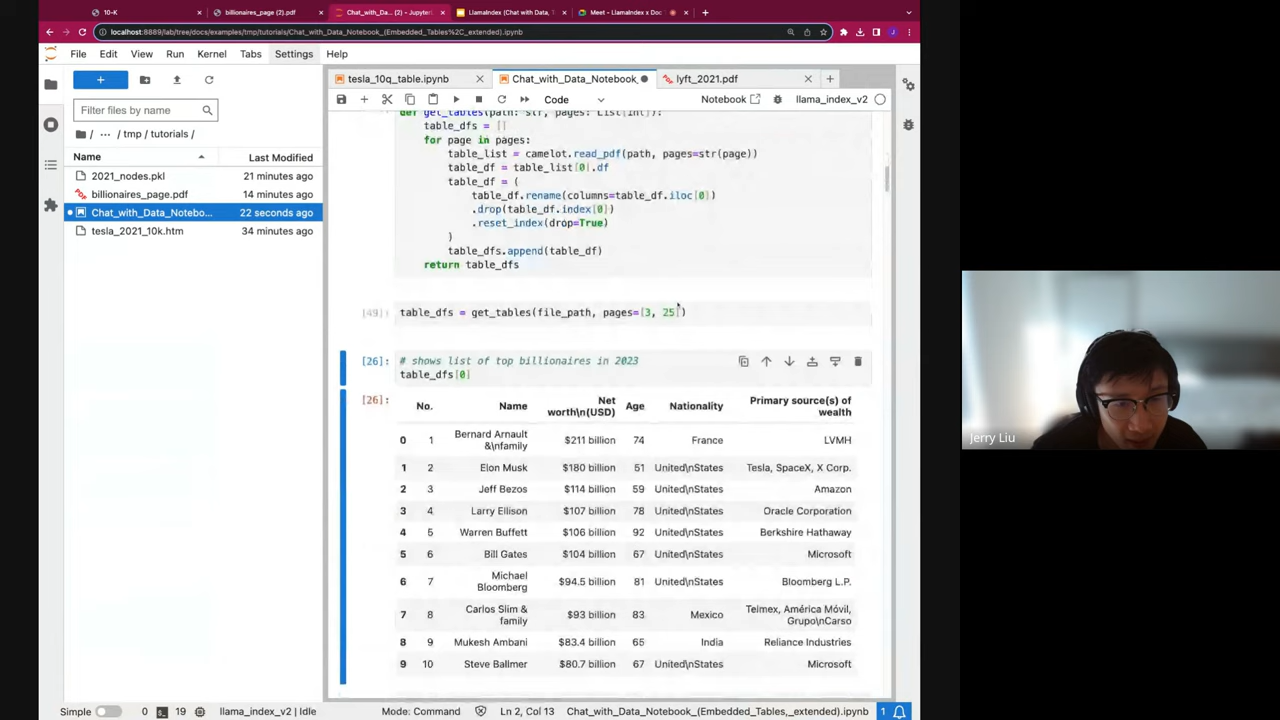 10-K
billionaires_page (2).pdf
Chat_with_Da... (2) - Jupyter
LlamaIndex (Chat with Data, T
Meet - LlamaIndex x Doc
localhost:8889/lab/tree/docs/examples/tmp/tutorials/Chat_with_Data_Notebook_(Embedded_Tables%2C_extended).ipynb
File Edit View Run Kernel Tabs Settings Help
Filter files by name
/ ... / tmp / tutorials /
Name Last Modified
2021_nodes.pkl 21 minutes ago
billionaires_page.pdf 14 minutes ago
Chat_with_Data_Notebo... 22 seconds ago
tesla_2021_10k.htm 34 minutes ago
tesla_10q_table.ipynb
Chat_with_Data_Notebook_
lyft_2021.pdf
Code
Notebook
llama_index_v2
def get_tables(path: str, pages: List[int]):
table_dfs = []
for page in pages:
table_list = camelot.read_pdf(path, pages=str(page))
table_df = table_list[0].df
table_df = (
table_df.rename(columns=table_df.iloc[0])
.drop(table_df.index[0])
.reset_index(drop=True)
)
table_dfs.append(table_df)
return table_dfs
[49] table_dfs = get_tables(file_path, pages=[3, 25])
[26] # shows list of top billionaires in 2023
table_dfs[0]
[26]: No. Name Net worth\n(USD) Age Nationality Primary source(s) of wealth
0 1 Bernard Arnault &\nfamily $211 billion 74 France LVMH
1 2 Elon Musk $180 billion 51 United\nStates Tesla, SpaceX, X Corp.
2 3 Jeff Bezos $114 billion 59 United\nStates Amazon
3 4 Larry Ellison $107 billion 78 United\nStates Oracle Corporation
4 5 Warren Buffett $106 billion 92 United\nStates Berkshire Hathaway
5 6 Bill Gates $104 billion 67 United\nStates Microsoft
6 7 Michael Bloomberg $94.5 billion 81 United\nStates Bloomberg L.P.
7 8 Carlos Slim & family $93 billion 83 Mexico Telmex, América Móvil, Grupo\nCarso
8 9 Mukesh Ambani $83.4 billion 65 India Reliance Industries
9 10 Steve Ballmer $80.7 billion 67 United\nStates Microsoft
Jerry Liu
Simple 0 19 llama_index_v2 | Idle Mode: Command Ln 2, Col 13 Chat_with_Data_Notebook_(Embedded_Tables,_extended).ipynb 1